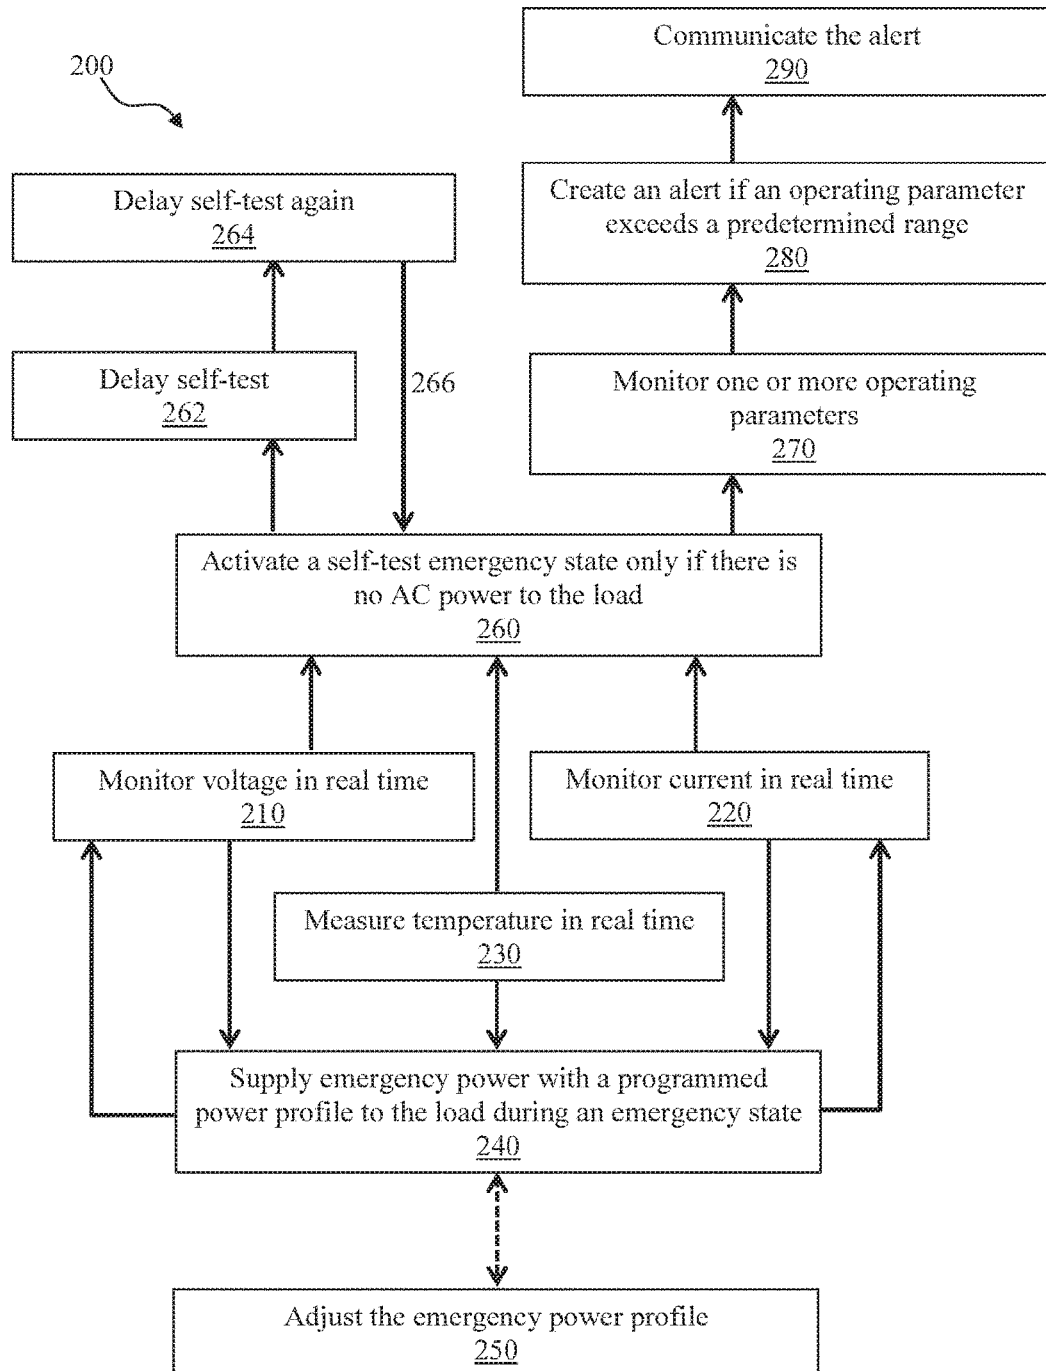 200
Communicate the alert
290
Delay self-test again
264
Create an alert if an operating parameter
exceeds a predetermined range
280
Delay self-test
262
266
Monitor one or more operating
parameters
270
Activate a self-test emergency state only if there is
no AC power to the load
260
Monitor voltage in real time
210
Monitor current in real time
220
Measure temperature in real time
230
Supply emergency power with a programmed
power profile to the load during an emergency state
240
Adjust the emergency power profile
250